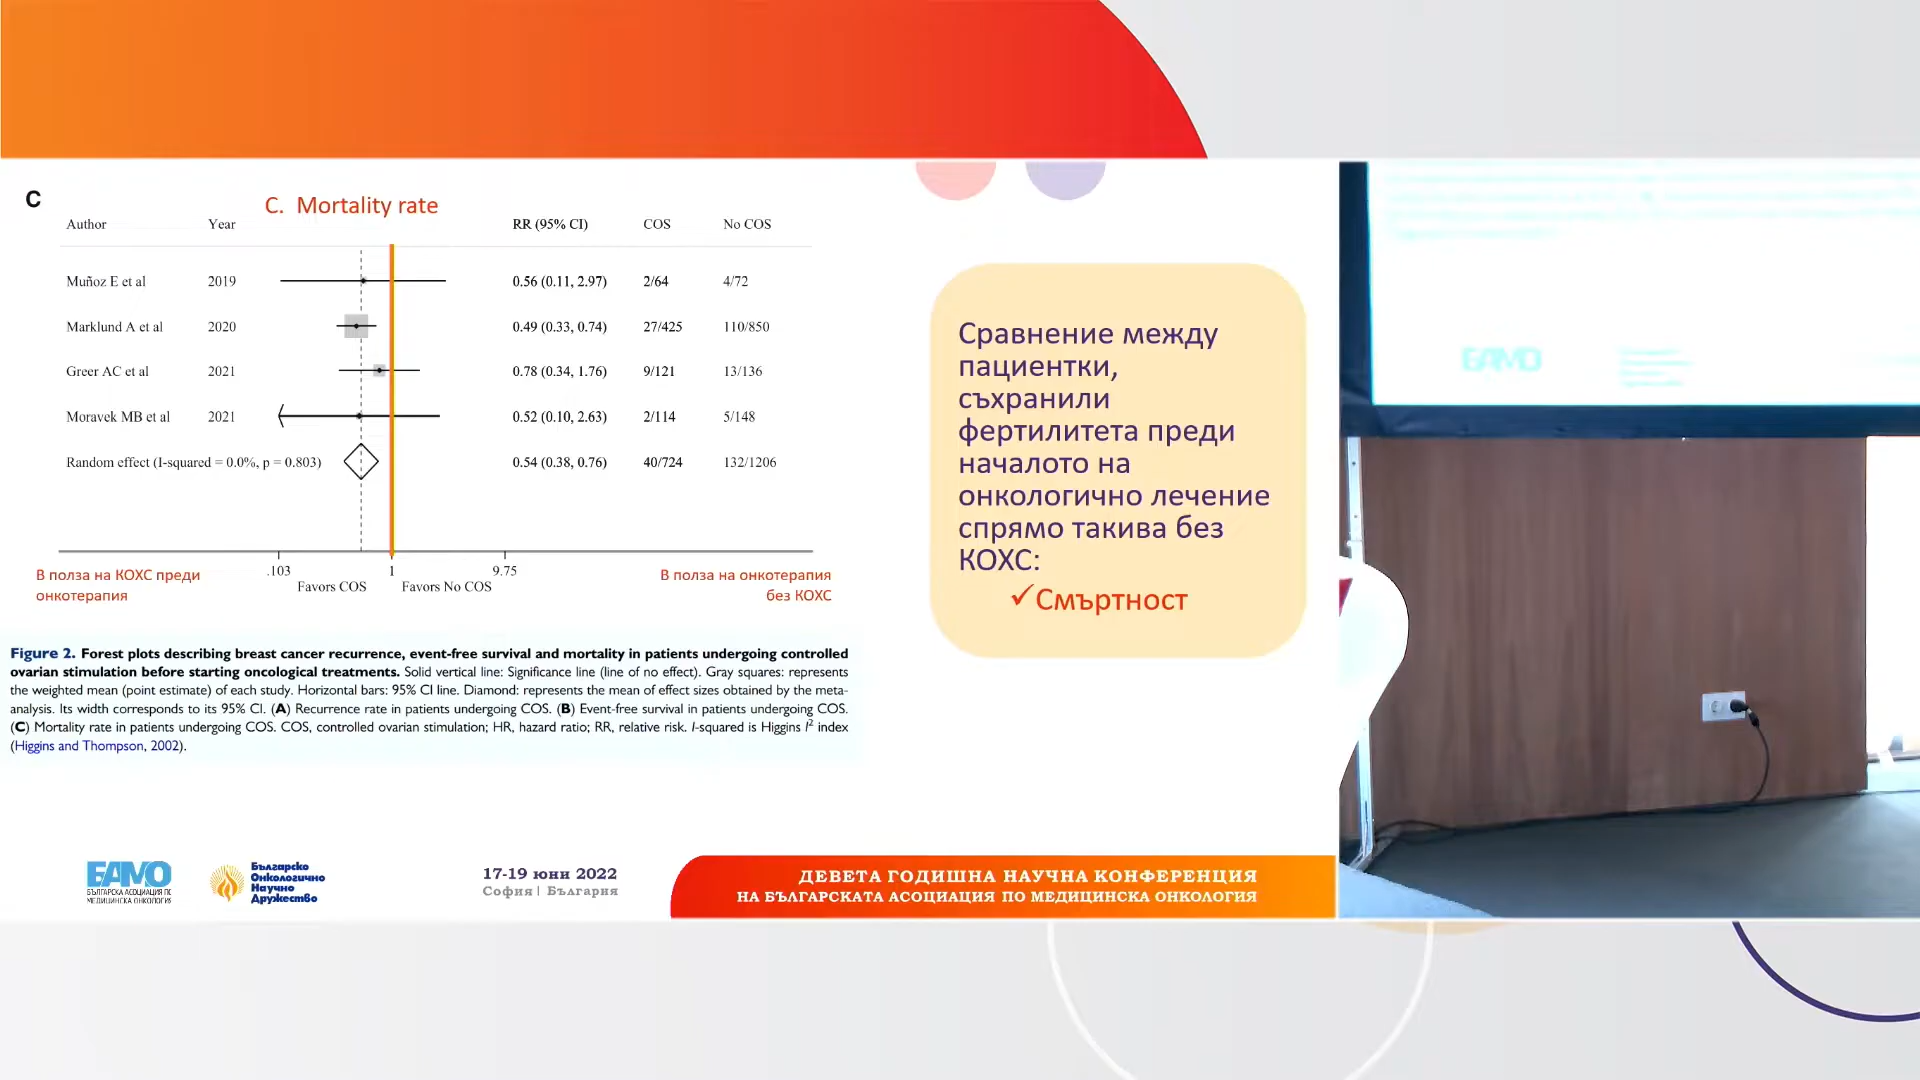 C
C. Mortality rate
Author Year RR (95% CI) COS No COS
Muñoz E et al 2019 0.56 (0.11, 2.97) 2/64 4/72
Marklund A et al 2020 0.49 (0.33, 0.74) 27/425 110/850
Greer AC et al 2021 0.78 (0.34, 1.76) 9/121 13/136
Moravek MB et al 2021 0.52 (0.10, 2.63) 2/114 5/148
Random effect (I-squared = 0.0%, p = 0.803) 0.54 (0.38, 0.76) 40/724 132/1206
.103 1 9.75
Favors COS Favors No COS
В полза на КОХС преди
онкотерапия
В полза на онкотерапия
без КОХС
Figure 2. Forest plots describing breast cancer recurrence, event-free survival and mortality in patients undergoing controlled
ovarian stimulation before starting oncological treatments. Solid vertical line: Significance line (line of no effect). Gray squares: represents
the weighted mean (point estimate) of each study. Horizontal bars: 95% CI line. Diamond: represents the mean of effect sizes obtained by the meta-
analysis. Its width corresponds to its 95% CI. (A) Recurrence rate in patients undergoing COS. (B) Event-free survival in patients undergoing COS.
(C) Mortality rate in patients undergoing COS. COS, controlled ovarian stimulation; HR, hazard ratio; RR, relative risk. I-squared is Higgins I² index
(Higgins and Thompson, 2002).
Сравнение между
пациентки,
съхранили
фертилитета преди
началото на
онкологично лечение
спрямо такива без
КОХС:
✓Смъртност
БАМО
БЪЛГАРСКА АСОЦИАЦИЯ ПО
МЕДИЦИНСКА ОНКОЛОГИЯ
Българско
Онкологично
Научно
Дружество
17-19 юни 2022
София | България
ДЕВЕТА ГОДИШНА НАУЧНА КОНФЕРЕНЦИЯ
НА БЪЛГАРСКАТА АСОЦИАЦИЯ ПО МЕДИЦИНСКА ОНКОЛОГИЯ
БАМО